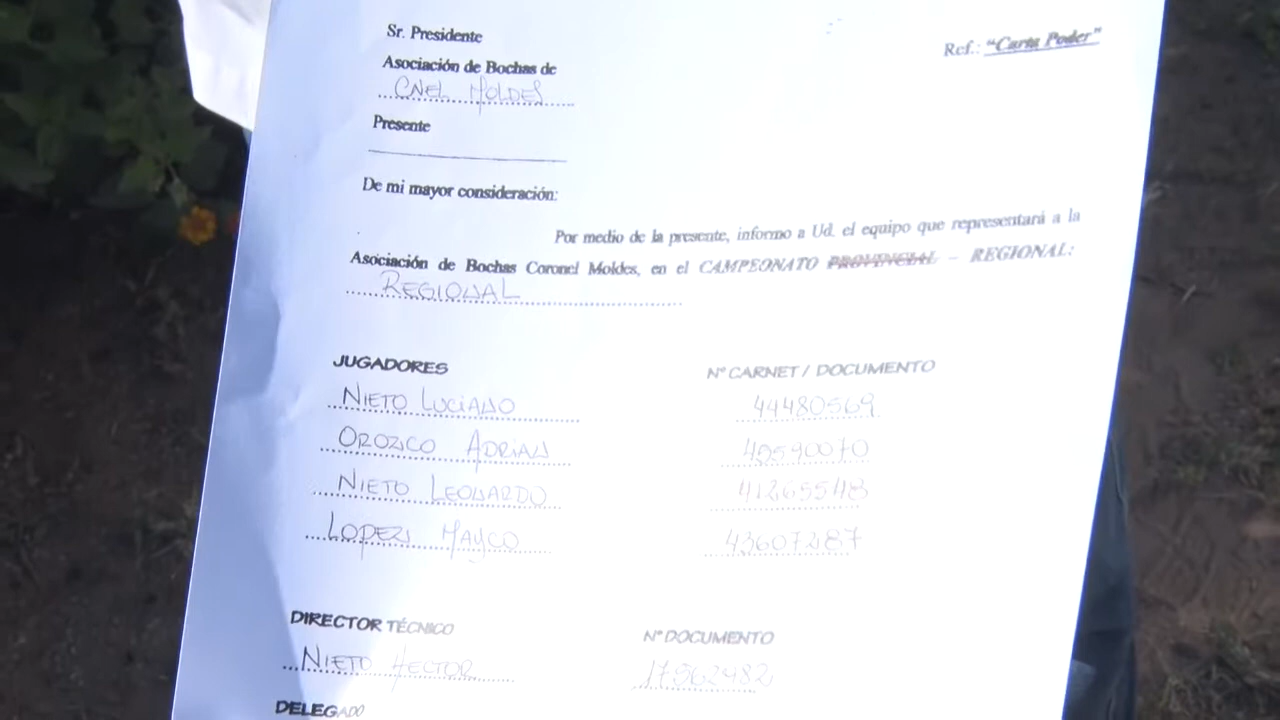 Sr. Presidente
Ref.: "Carta Poder"
Asociación de Bochas de
CNEL MOLDES
Presente
De mi mayor consideración:
Por medio de la presente, informo a Ud. el equipo que representará a la
Asociación de Bochas Coronel Moldes, en el CAMPEONATO PROVINCIAL – REGIONAL:
REGIONAL
JUGADORES Nº CARNET / DOCUMENTO
NIETO LUCIANO 44480569
OROZCO ADRIAN 42590070
NIETO LEONARDO 41265548
LOPEZ MAYCO 43607287
DIRECTOR TÉCNICO Nº DOCUMENTO
NIETO HECTOR 17562482
DELEGADO